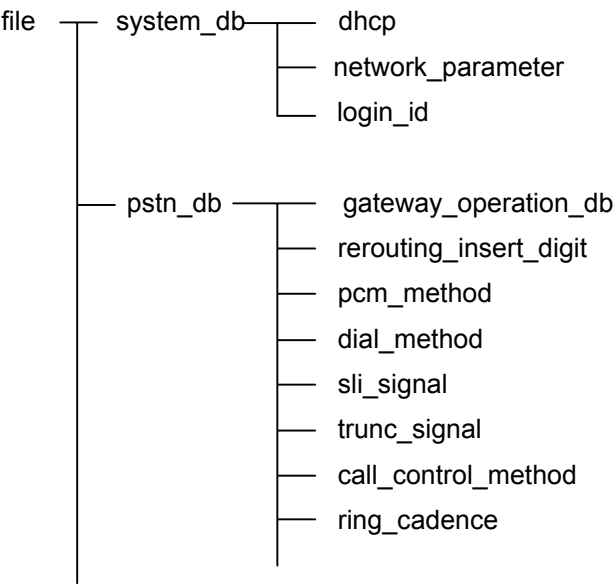 file system_db dhcp
network_parameter
login_id
pstn_db gateway_operation_db
rerouting_insert_digit
pcm_method
dial_method
sli_signal
trunc_signal
call_control_method
ring_cadence